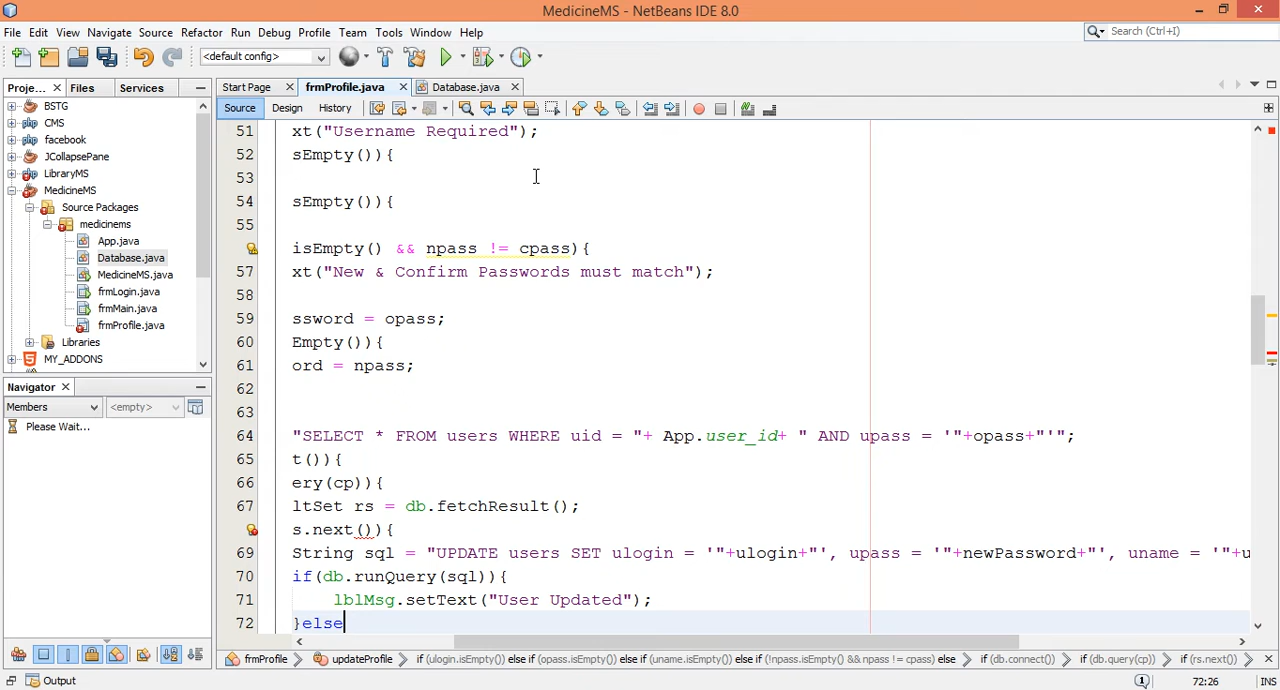 MedicineMS - NetBeans IDE 8.0
File Edit View Navigate Source Refactor Run Debug Profile Team Tools Window Help
Search (Ctrl+I)
<default config>
Proje... Files Services
Start Page frmProfile.java Database.java
Source Design History
BSTG
CMS
facebook
JCollapsePane
LibraryMS
MedicineMS
Source Packages
medicinems
App.java
Database.java
MedicineMS.java
frmLogin.java
frmMain.java
frmProfile.java
Libraries
MY_ADDONS
Navigator
Members <empty>
Please Wait...
51 xt("Username Required");
52 sEmpty()){
53
54 sEmpty()){
55
isEmpty() && npass != cpass){
57 xt("New & Confirm Passwords must match");
58
59 ssword = opass;
60 Empty()){
61 ord = npass;
62
63
64 "SELECT * FROM users WHERE uid = "+ App.user_id+ " AND upass = '"+opass+"'";
65 t()){
66 ery(cp)){
67 ltSet rs = db.fetchResult();
s.next()){
69 String sql = "UPDATE users SET ulogin = '"+ulogin+"', upass = '"+newPassword+"', uname = '"+u
70 if(db.runQuery(sql)){
71 lblMsg.setText("User Updated");
72 }else
frmProfile updateProfile if (ulogin.isEmpty()) else if (opass.isEmpty()) else if (uname.isEmpty()) else if (!npass.isEmpty() && npass != cpass) else if (db.connect()) if (db.query(cp)) if (rs.next())
Output
1 72:26 INS